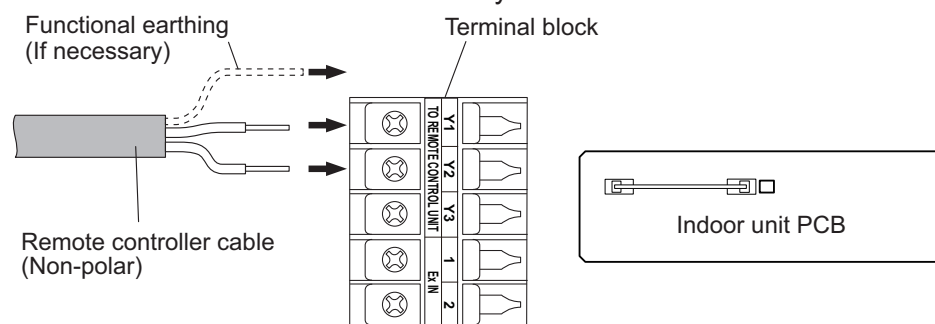 Functional earthing
(If necessary)
Terminal block
Y1
Y2
Y3
1
2
TO REMOTE CONTROL UNIT
Ex IN
Remote controller cable
(Non-polar)
Indoor unit PCB